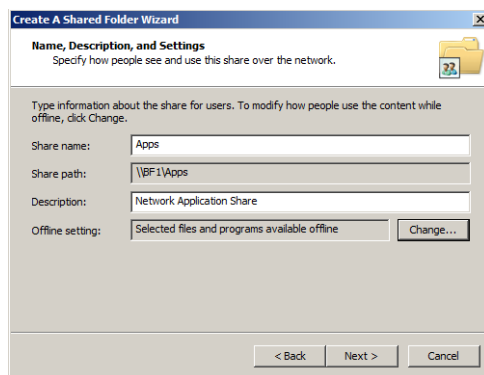 Create A Shared Folder Wizard
Name, Description, and Settings
Specify how people see and use this share over the network.
Type information about the share for users. To modify how people use the content while
offline, click Change.
Share name: Apps
Share path: \\BF1\Apps
Description: Network Application Share
Offline setting: Selected files and programs available offline Change...
< Back Next > Cancel